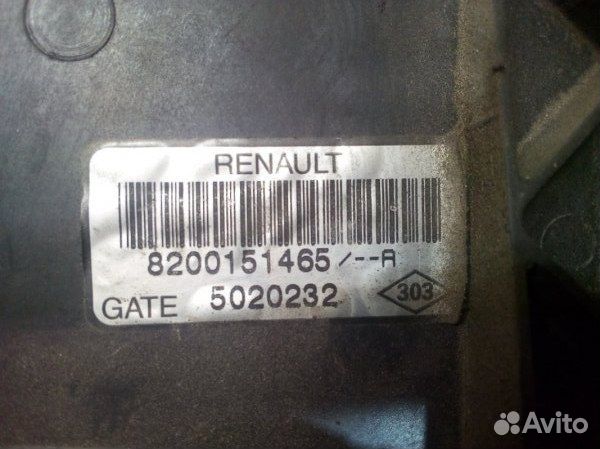 RENAULT
8200151465/--A
GATE 5020232
303
Avito